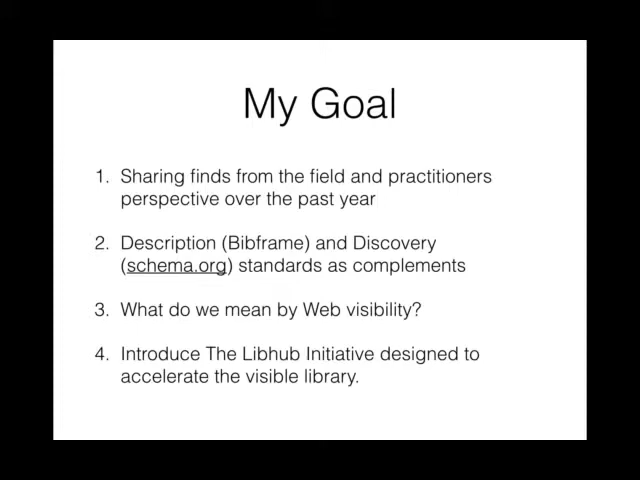 My Goal
1. Sharing finds from the field and practitioners
perspective over the past year
2. Description (Bibframe) and Discovery
(schema.org) standards as complements
3. What do we mean by Web visibility?
4. Introduce The Libhub Initiative designed to
accelerate the visible library.